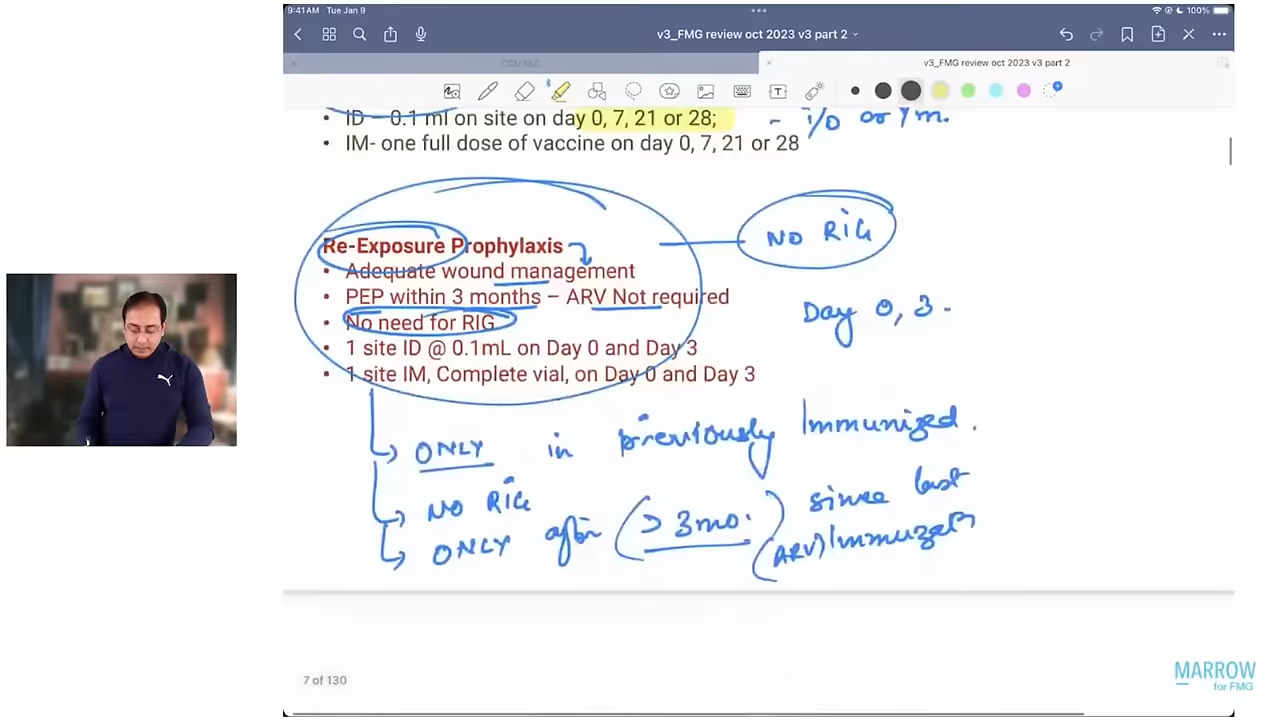 9:41 AM Tue Jan 9
100%
v3_FMG review oct 2023 v3 part 2
v3_FMG review oct 2023 v3 part 2
• ID – 0.1 ml on site on day 0, 7, 21 or 28;
- I/D or I/m.
• IM- one full dose of vaccine on day 0, 7, 21 or 28
Re-Exposure Prophylaxis
NO RIG
• Adequate wound management
• PEP within 3 months – ARV Not required
Day 0, 3 -
• No need for RIG
• 1 site ID @ 0.1mL on Day 0 and Day 3
• 1 site IM, Complete vial, on Day 0 and Day 3
ONLY in previously Immunized.
NO RIG
ONLY after (> 3mo.) since last
(ARV)
7 of 130
MARROW
for FMG